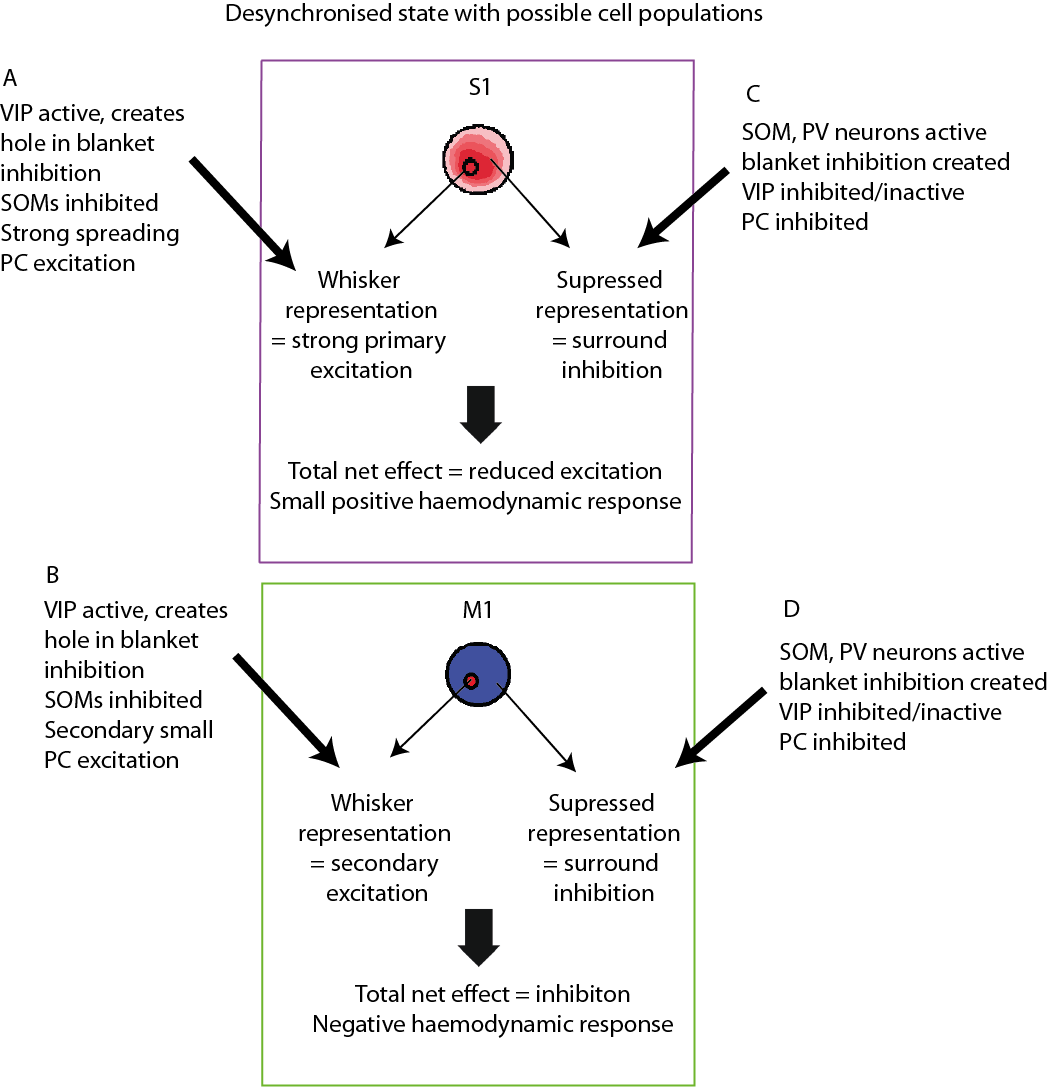 Desynchronised state with possible cell populations
A
VIP active, creates
hole in blanket
inhibition
SOMs inhibited
Strong spreading
PC excitation
S1
C
SOM, PV neurons active
blanket inhibition created
VIP inhibited/inactive
PC inhibited
Whisker
representation
= strong primary
excitation
Supressed
representation
= surround
inhibition
Total net effect = reduced excitation
Small positive haemodynamic response
B
VIP active, creates
hole in blanket
inhibition
SOMs inhibited
Secondary small
PC excitation
M1
D
SOM, PV neurons active
blanket inhibition created
VIP inhibited/inactive
PC inhibited
Whisker
representation
= secondary
excitation
Supressed
representation
= surround
inhibition
Total net effect = inhibiton
Negative haemodynamic response